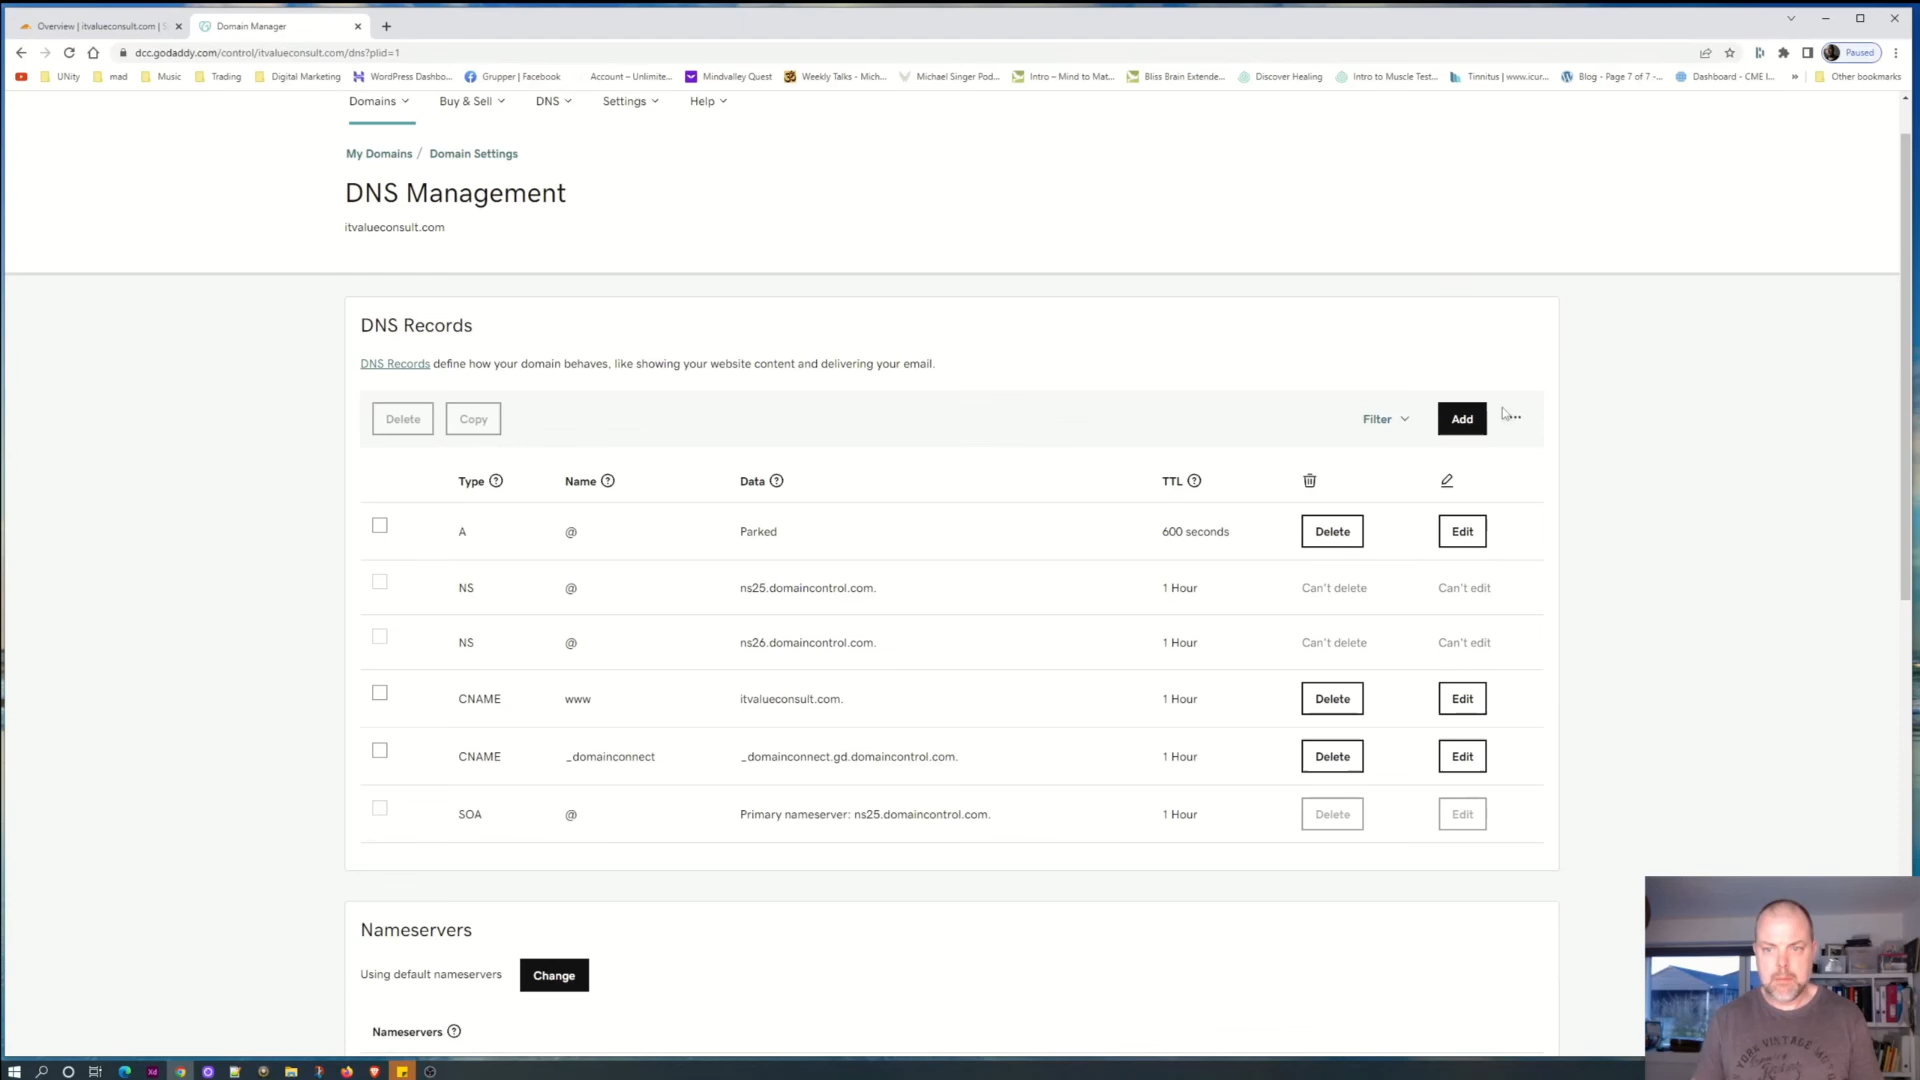 Overview | itvalueconsult.com | S
Domain Manager
dcc.godaddy.com/control/itvalueconsult.com/dns?plid=1
Paused
UNity
mad
Music
Trading
Digital Marketing
WordPress Dashbo...
Grupper | Facebook
Account – Unlimite...
Mindvalley Quest
Weekly Talks - Mich...
Michael Singer Pod...
Intro – Mind to Mat...
Bliss Brain Extende...
Discover Healing
Intro to Muscle Test...
Tinnitus | www.icur...
Blog - Page 7 of 7 -...
Dashboard - CME I...
»
Other bookmarks
Domains
Buy & Sell
DNS
Settings
Help
My Domains / Domain Settings
DNS Management
itvalueconsult.com
DNS Records
DNS Records define how your domain behaves, like showing your website content and delivering your email.
Delete
Copy
Filter
Add
...
Type ? Name ? Data ? TTL ?
A @ Parked 600 seconds Delete Edit
NS @ ns25.domaincontrol.com. 1 Hour Can't delete Can't edit
NS @ ns26.domaincontrol.com. 1 Hour Can't delete Can't edit
CNAME www itvalueconsult.com. 1 Hour Delete Edit
CNAME _domainconnect _domainconnect.gd.domaincontrol.com. 1 Hour Delete Edit
SOA @ Primary nameserver: ns25.domaincontrol.com. 1 Hour Delete Edit
Nameservers
Using default nameservers
Change
Nameservers ?
Xd
YORK VINTAGE